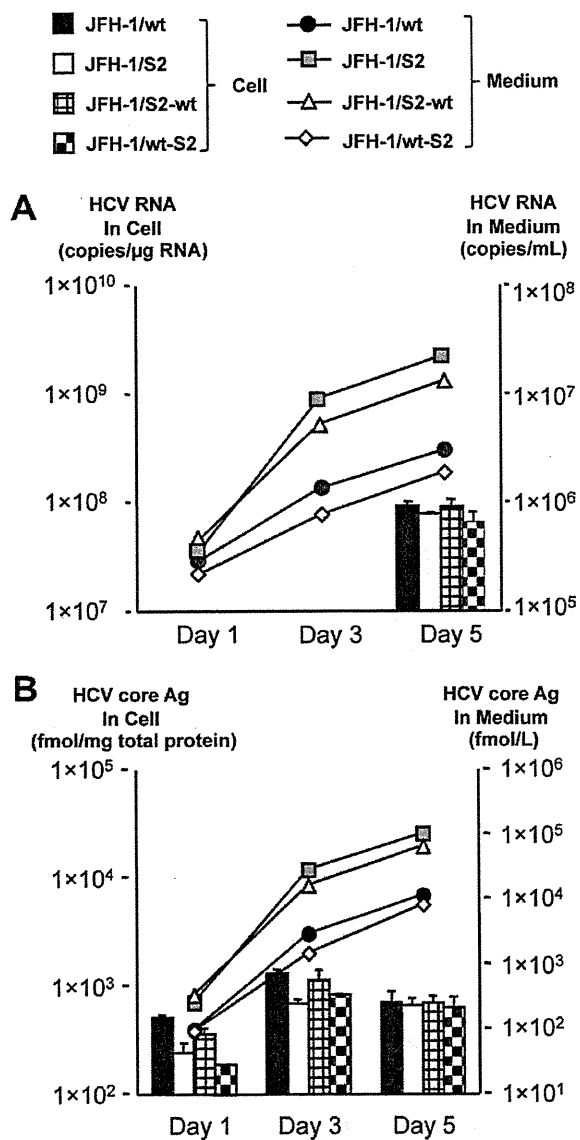 JFH-1/wt
JFH-1/S2
JFH-1/S2-wt
JFH-1/wt-S2
Cell
JFH-1/wt
JFH-1/S2
JFH-1/S2-wt
JFH-1/wt-S2
Medium
A
HCV RNA
In Cell
(copies/µg RNA)
HCV RNA
In Medium
(copies/mL)
1×10¹⁰
1×10⁹
1×10⁸
1×10⁷
1×10⁸
1×10⁷
1×10⁶
1×10⁵
Day 1 Day 3 Day 5
B
HCV core Ag
In Cell
(fmol/mg total protein)
HCV core Ag
In Medium
(fmol/L)
1×10⁵
1×10⁴
1×10³
1×10²
1×10⁶
1×10⁵
1×10⁴
1×10³
1×10²
1×10¹
Day 1 Day 3 Day 5